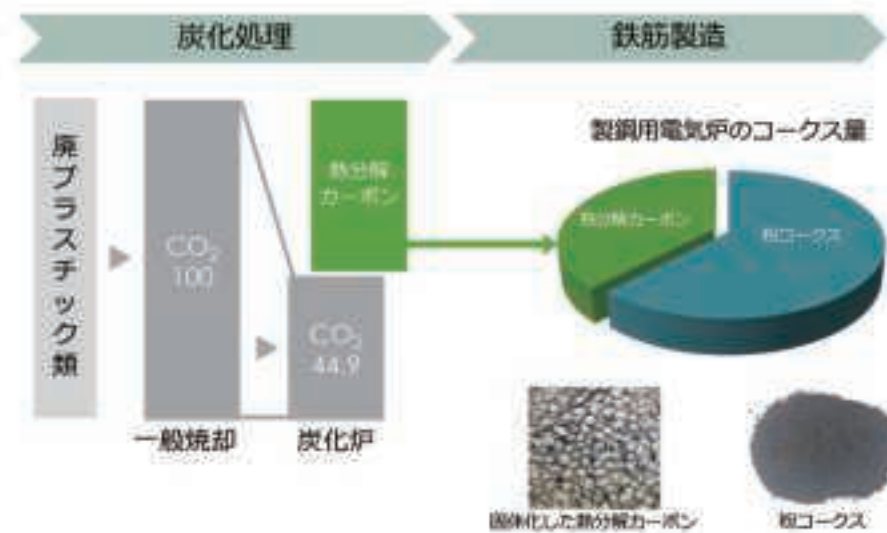 炭化処理
鉄筋製造
廃プラスチック類
CO₂
100
熱分解
カーボン
CO₂
44.9
一般焼却
炭化炉
製鋼用電気炉のコークス量
熱分解カーボン
粉コークス
固体化した熱分解カーボン
粉コークス